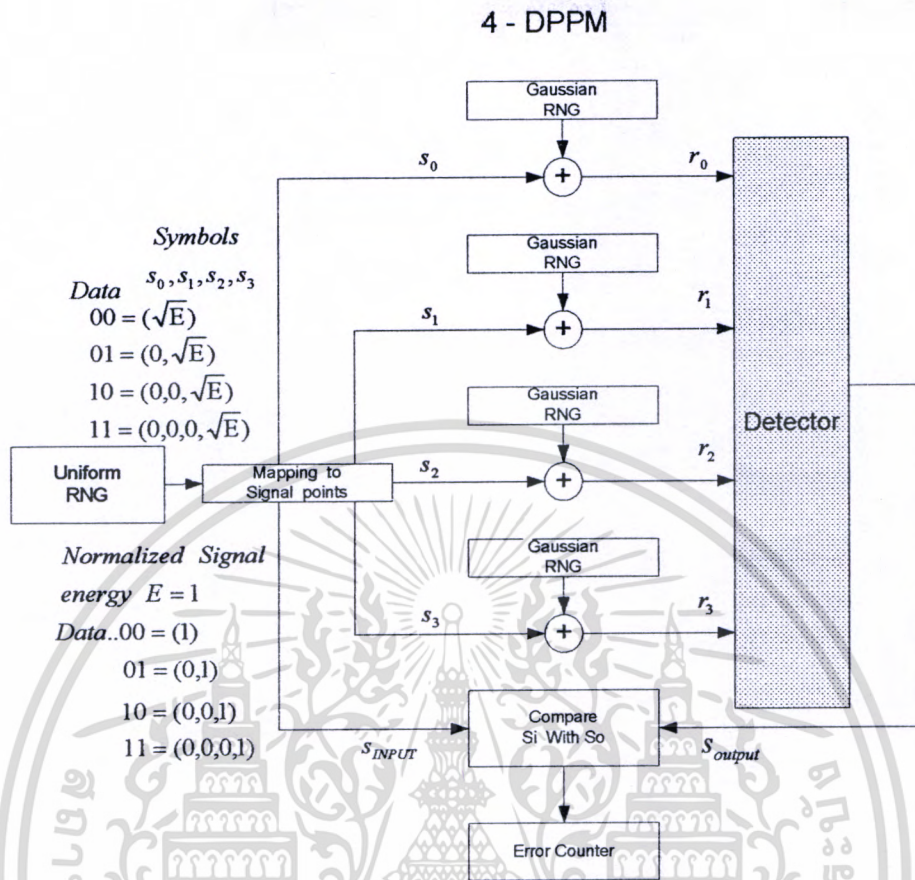 4 - DPPM
Gaussian
RNG
s₀
r₀
Symbols
s₀,s₁,s₂,s₃
Data
00 = (√E)
01 = (0,√E)
10 = (0,0,√E)
11 = (0,0,0,√E)
Gaussian
RNG
s₁
r₁
Gaussian
RNG
s₂
r₂
Detector
Uniform
RNG
Mapping to
Signal points
Gaussian
RNG
s₃
r₃
Normalized Signal
energy E = 1
Data..00 = (1)
01 = (0,1)
10 = (0,0,1)
11 = (0,0,0,1)
Compare
Si With So
s_INPUT
s_output
Error Counter